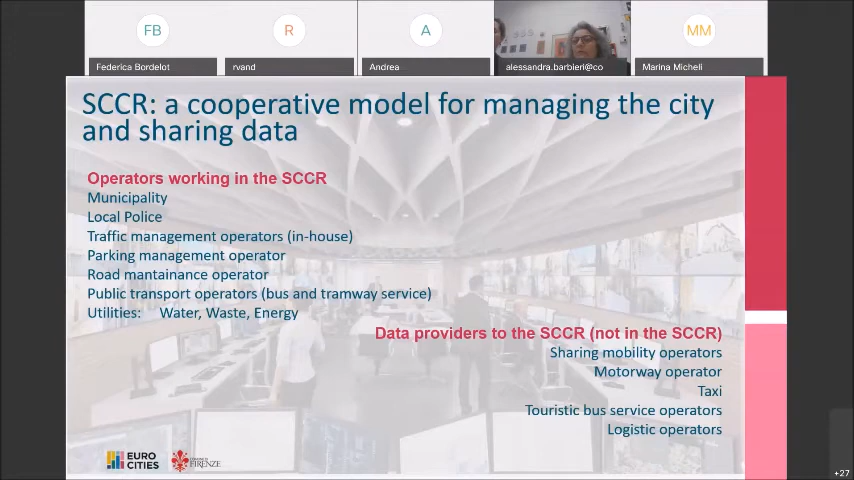 FB
R
A
MM
Federica Bordelot
rvand
Andrea
alessandra.barbieri@co
Marina Micheli
SCCR: a cooperative model for managing the city
and sharing data
Operators working in the SCCR
Municipality
Local Police
Traffic management operators (in-house)
Parking management operator
Road mantainance operator
Public transport operators (bus and tramway service)
Utilities: Water, Waste, Energy
Data providers to the SCCR (not in the SCCR)
Sharing mobility operators
Motorway operator
Taxi
Touristic bus service operators
Logistic operators
EURO
CITIES
FIRENZE
+27